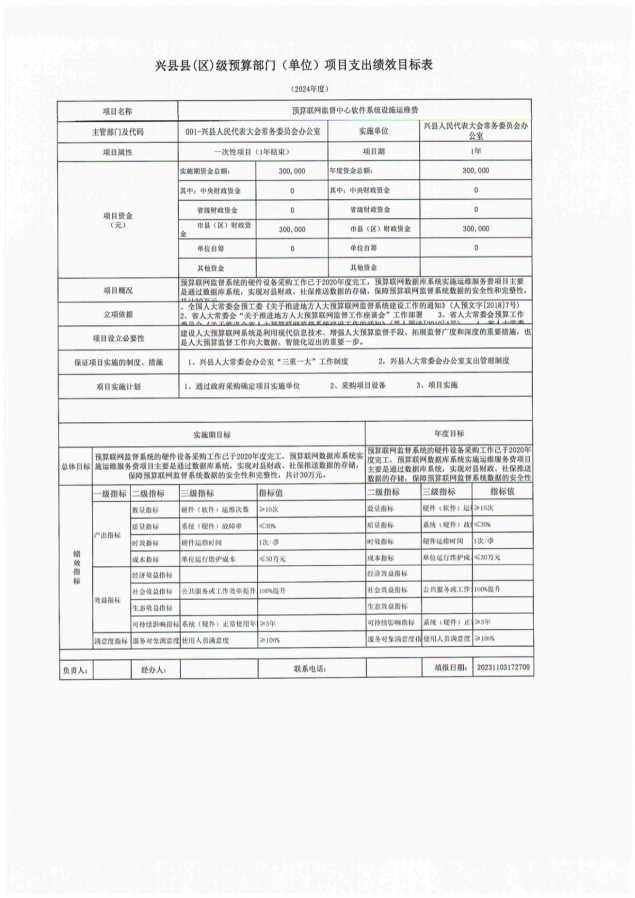 兴县县(区)级预算部门（单位）项目支出绩效目标表
（2024年度）
项目名称 预算联网监督中心软件系统设施运维费
主管部门及代码 001-兴县人民代表大会常务委员会办公室 实施单位 兴县人民代表大会常务委员会办公室
项目属性 一次性项目（1年结束） 项目期 1年
项目资金（元）
实施期资金总额： 300,000 年度资金总额： 300,000
其中：中央财政资金 0 其中：中央财政资金 0
省级财政资金 0 省级财政资金 0
市县（区）财政资金 300,000 市县（区）财政资金 300,000
单位自筹 0 单位自筹 0
其他资金 其他资金
项目概况
预算联网监督系统的硬件设备采购工作已于2020年度完工，预算联网数据库系统实施运维服务费项目主要
是通过数据库系统，实现对县财政、社保推送数据的存储，保障预算联网监督系统数据的安全性和完整性，
共计30万元
立项依据
、全国人大常委会预工委《关于推进地方人大预算联网监督系统建设工作的通知》（人预文字[2018]7号）
2、省人大常委会“关于推进地方人大预算联网监督工作座谈会”工作部署 3、省人大常委会预算工作
项目设立必要性
建设人大预算联网系统是利用现代信息技术、增强人大预算监督手段、拓展监督广度和深度的重要措施，也
是人大预算监督工作向大数据、智能化迈出的重要一步。
保证项目实施的制度、措施 1、兴县人大常委会办公室“三重一大”工作制度 2，兴县人大常委会办公室支出管理制度
项目实施计划 1、通过政府采购确定项目实施单位 2、采购项目设备 3、项目实施
实施期目标 年度目标
总体目标
预算联网监督系统的硬件设备采购工作已于2020年度完工，预算联网数据库系统实
施运维服务费项目主要是通过数据库系统，实现对县财政、社保推送数据的存储，
保障预算联网监督系统数据的安全性和完整性，共计30万元。
预算联网监督系统的硬件设备采购工作已于2020年
度完工，预算联网数据库系统实施运维服务费项目
主要是通过数据库系统，实现对县财政、社保推送
数据的存储，保障预算联网监督系统数据的安全性
绩效指标
一级指标 二级指标 三级指标 指标值 二级指标 三级指标 指标值
产出指标
数量指标 硬件（软件）运维次数 ≥10次 数量指标 硬件（软件）运 ≥10次
质量指标 系统（硬件）故障率 ≤30% 质量指标 系统（硬件）故 ≤30%
时效指标 硬件运维时间 1次/季 时效指标 硬件运维时间 1次/季
成本指标 单位运行维护成本 ≤30万元 成本指标 单位运行维护成 ≤30万元
效益指标
经济效益指标 经济效益指标
社会效益指标 公共服务或工作效率提升 100%提升 社会效益指标 公共服务或工作 100%提升
生态效益指标 生态效益指标
可持续影响指标 系统（硬件）正常使用年 ≥3年 可持续影响指标 系统（硬件）正 ≥3年
满意度指标 服务对象满意度 使用人员满意度 ≥100% 服务对象满意度指 使用人员满意度 ≥100%
负责人： 经办人： 联系电话： 填报日期： 20231103172709